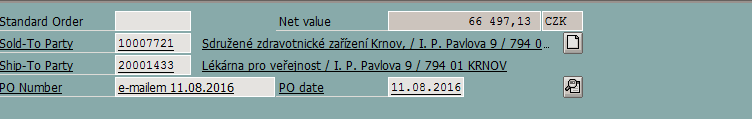 Standard Order Net value 66 497,13 CZK
Sold-To Party 10007721 Sdružené zdravotnické zařízení Krnov, / I. P. Pavlova 9 / 794 0...
Ship-To Party 20001433 Lékárna pro veřejnost / I. P. Pavlova 9 / 794 01 KRNOV
PO Number e-mailem 11.08.2016 PO date 11.08.2016